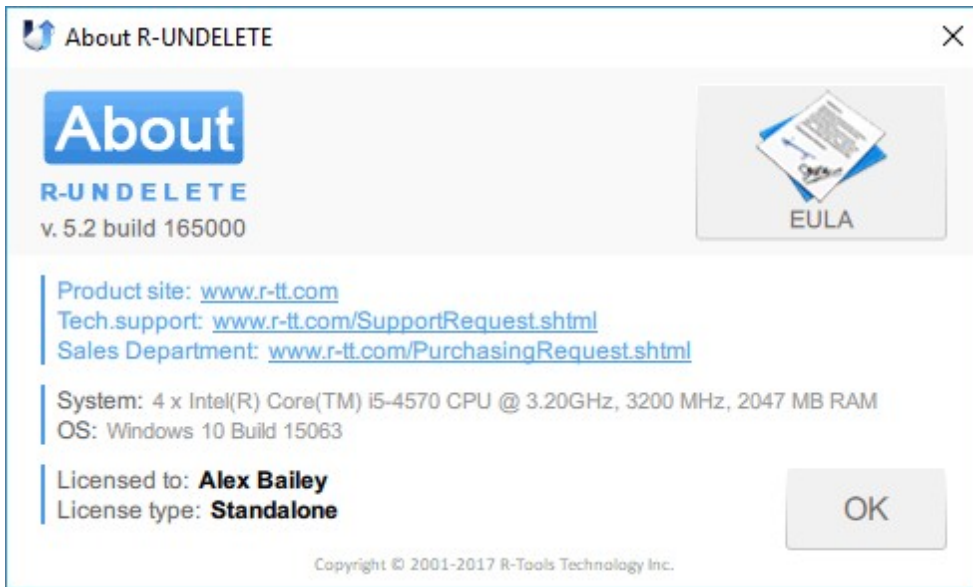 About R-UNDELETE
About
R-UNDELETE
v. 5.2 build 165000
EULA
Product site: www.r-tt.com
Tech.support: www.r-tt.com/SupportRequest.shtml
Sales Department: www.r-tt.com/PurchasingRequest.shtml
System: 4 x Intel(R) Core(TM) i5-4570 CPU @ 3.20GHz, 3200 MHz, 2047 MB RAM
OS: Windows 10 Build 15063
Licensed to: Alex Bailey
License type: Standalone
OK
Copyright © 2001-2017 R-Tools Technology Inc.